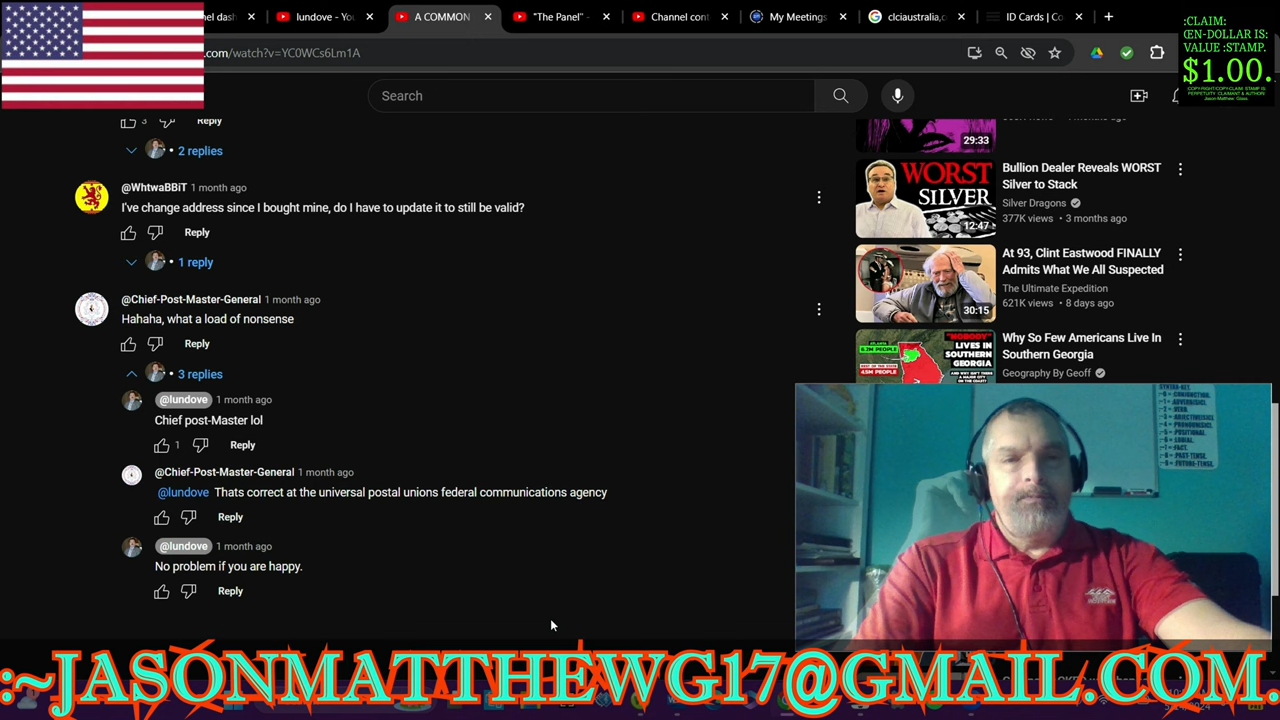 lundove - Yo
A COMMON
"The Panel" -
Channel cont
My Meetings
clciaustralia,o
ID Cards | Co
.com/watch?v=YC0WCs6Lm1A
:CLAIM:
VALUE :STAMP.
$1.00.
Search
3
Reply
2 replies
@WhtwaBBiT 1 month ago
I've change address since I bought mine, do I have to update it to still be valid?
Reply
1 reply
@Chief-Post-Master-General 1 month ago
Hahaha, what a load of nonsense
Reply
3 replies
@lundove 1 month ago
Chief post-Master lol
1
Reply
@Chief-Post-Master-General 1 month ago
@lundove Thats correct at the universal postal unions federal communications agency
Reply
@lundove 1 month ago
No problem if you are happy.
Reply
29:33
WORST
SILVER
12:47
Bullion Dealer Reveals WORST
Silver to Stack
Silver Dragons
377K views • 3 months ago
30:15
At 93, Clint Eastwood FINALLY
Admits What We All Suspected
The Ultimate Expedition
621K views • 8 days ago
"NOBODY"
LIVES IN
SOUTHERN
GEORGIA
Why So Few Americans Live In
Southern Georgia
Geography By Geoff
:~JASONMATTHEWG17@GMAIL.COM.